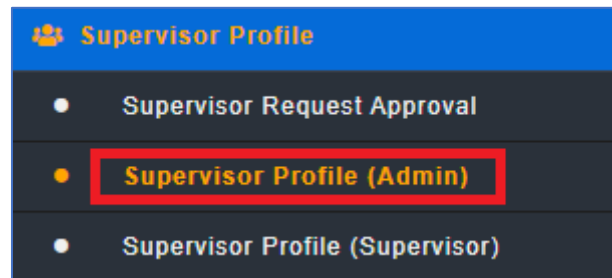 Supervisor Profile
Supervisor Request Approval
Supervisor Profile (Admin)
Supervisor Profile (Supervisor)